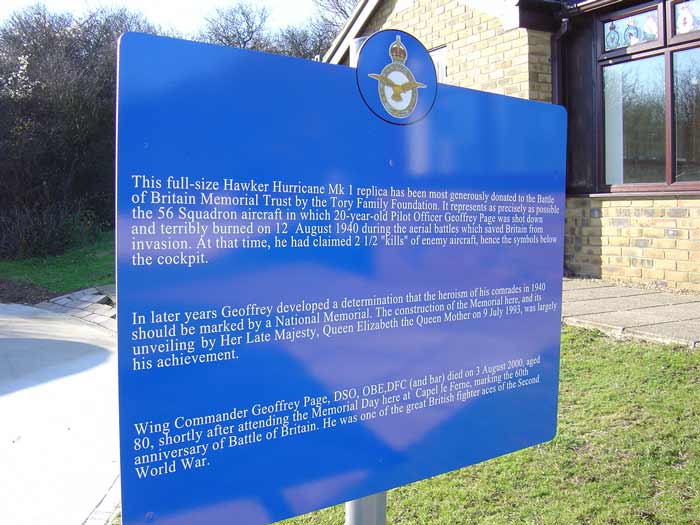 This full-size Hawker Hurricane Mk 1 replica has been most generously donated to the Battle
of Britain Memorial Trust by the Tory Family Foundation. It represents as precisely as possible
the 56 Squadron aircraft in which 20-year-old Pilot Officer Geoffrey Page was shot down
and terribly burned on 12 August 1940 during the aerial battles which saved Britain from
invasion. At that time, he had claimed 2 1/2 "kills" of enemy aircraft, hence the symbols below
the cockpit.
In later years Geoffrey developed a determination that the heroism of his comrades in 1940
should be marked by a National Memorial. The construction of the Memorial here, and its
unveiling by Her Late Majesty, Queen Elizabeth the Queen Mother on 9 July 1993, was largely
his achievement.
Wing Commander Geoffrey Page, DSO, OBE,DFC (and bar) died on 3 August 2000, aged
80, shortly after attending the Memorial Day here at Capel le Ferne, marking the 60th
anniversary of Battle of Britain. He was one of the great British fighter aces of the Second
World War.